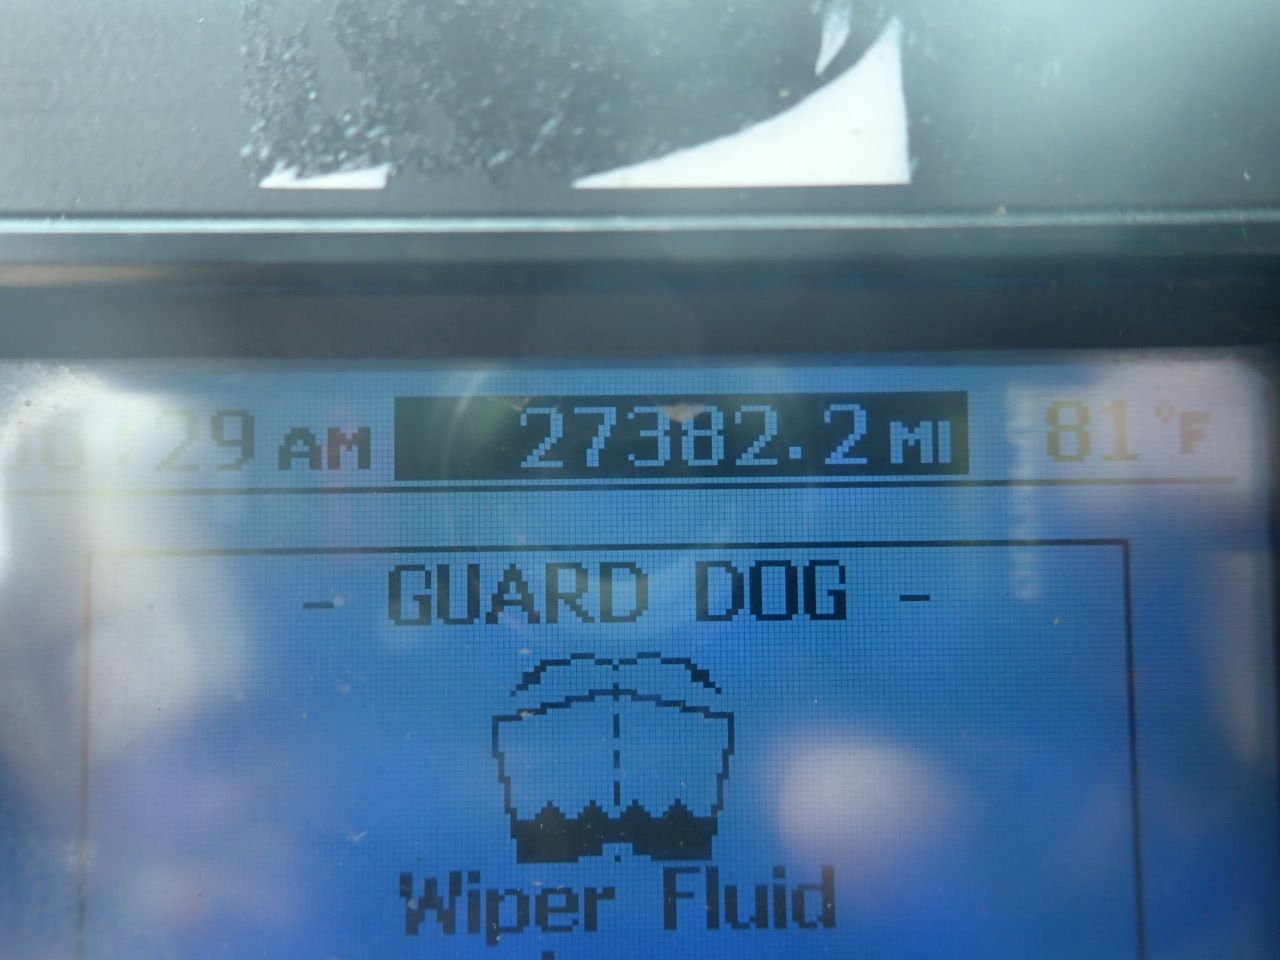 :29 AM 27382.2 MI 81°F
- GUARD DOG -
Wiper Fluid